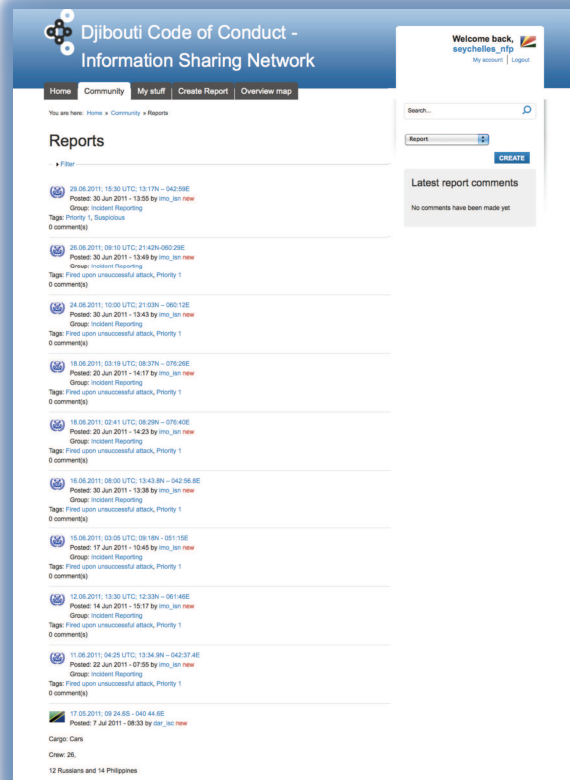 Djibouti Code of Conduct -
Information Sharing Network
Welcome back,
seychelles_nfp
My account | Logout
Home
Community
My stuff
Create Report
Overview map
You are here: Home » Community » Reports
Search...
Reports
Report
Filter
CREATE
Latest report comments
No comments have been made yet
29.06.2011; 15:30 UTC; 13:17N – 042:59E
Posted: 30 Jun 2011 - 13:55 by imo_isn new
Group: Incident Reporting
Tags: Priority 1, Suspicious
0 comment(s)
26.06.2011; 09:10 UTC; 21:42N-060:29E
Posted: 30 Jun 2011 - 13:49 by imo_isn new
Group: Incident Reporting
Tags: Fired upon unsuccessful attack, Priority 1
0 comment(s)
24.06.2011; 10:00 UTC; 21:03N – 060:12E
Posted: 30 Jun 2011 - 13:43 by imo_isn new
Group: Incident Reporting
Tags: Fired upon unsuccessful attack, Priority 1
0 comment(s)
18.06.2011; 03:19 UTC; 08:37N – 076:26E
Posted: 20 Jun 2011 - 14:17 by imo_isn new
Group: Incident Reporting
Tags: Fired upon unsuccessful attack, Priority 1
0 comment(s)
18.06.2011; 02:41 UTC; 08:29N – 076:40E
Posted: 20 Jun 2011 - 14:23 by imo_isn new
Group: Incident Reporting
Tags: Fired upon unsuccessful attack, Priority 1
0 comment(s)
16.06.2011; 08:00 UTC; 13:43.8N – 042:56.8E
Posted: 30 Jun 2011 - 13:38 by imo_isn new
Group: Incident Reporting
Tags: Fired upon unsuccessful attack, Priority 1
0 comment(s)
15.06.2011; 03:05 UTC; 09:18N - 051:15E
Posted: 17 Jun 2011 - 10:45 by imo_isn new
Group: Incident Reporting
Tags: Fired upon unsuccessful attack, Priority 1
0 comment(s)
12.06.2011; 13:30 UTC; 12:33N – 061:46E
Posted: 14 Jun 2011 - 15:17 by imo_isn new
Group: Incident Reporting
Tags: Fired upon unsuccessful attack, Priority 1
0 comment(s)
11.06.2011; 04:25 UTC; 13:34.9N – 042:37.4E
Posted: 22 Jun 2011 - 07:55 by imo_isn new
Group: Incident Reporting
Tags: Fired upon unsuccessful attack, Priority 1
0 comment(s)
17.05.2011; 09 24.6S - 040 44.6E
Posted: 7 Jul 2011 - 08:33 by dar_isc new
Cargo: Cars
Crew: 26,
12 Russians and 14 Philippines